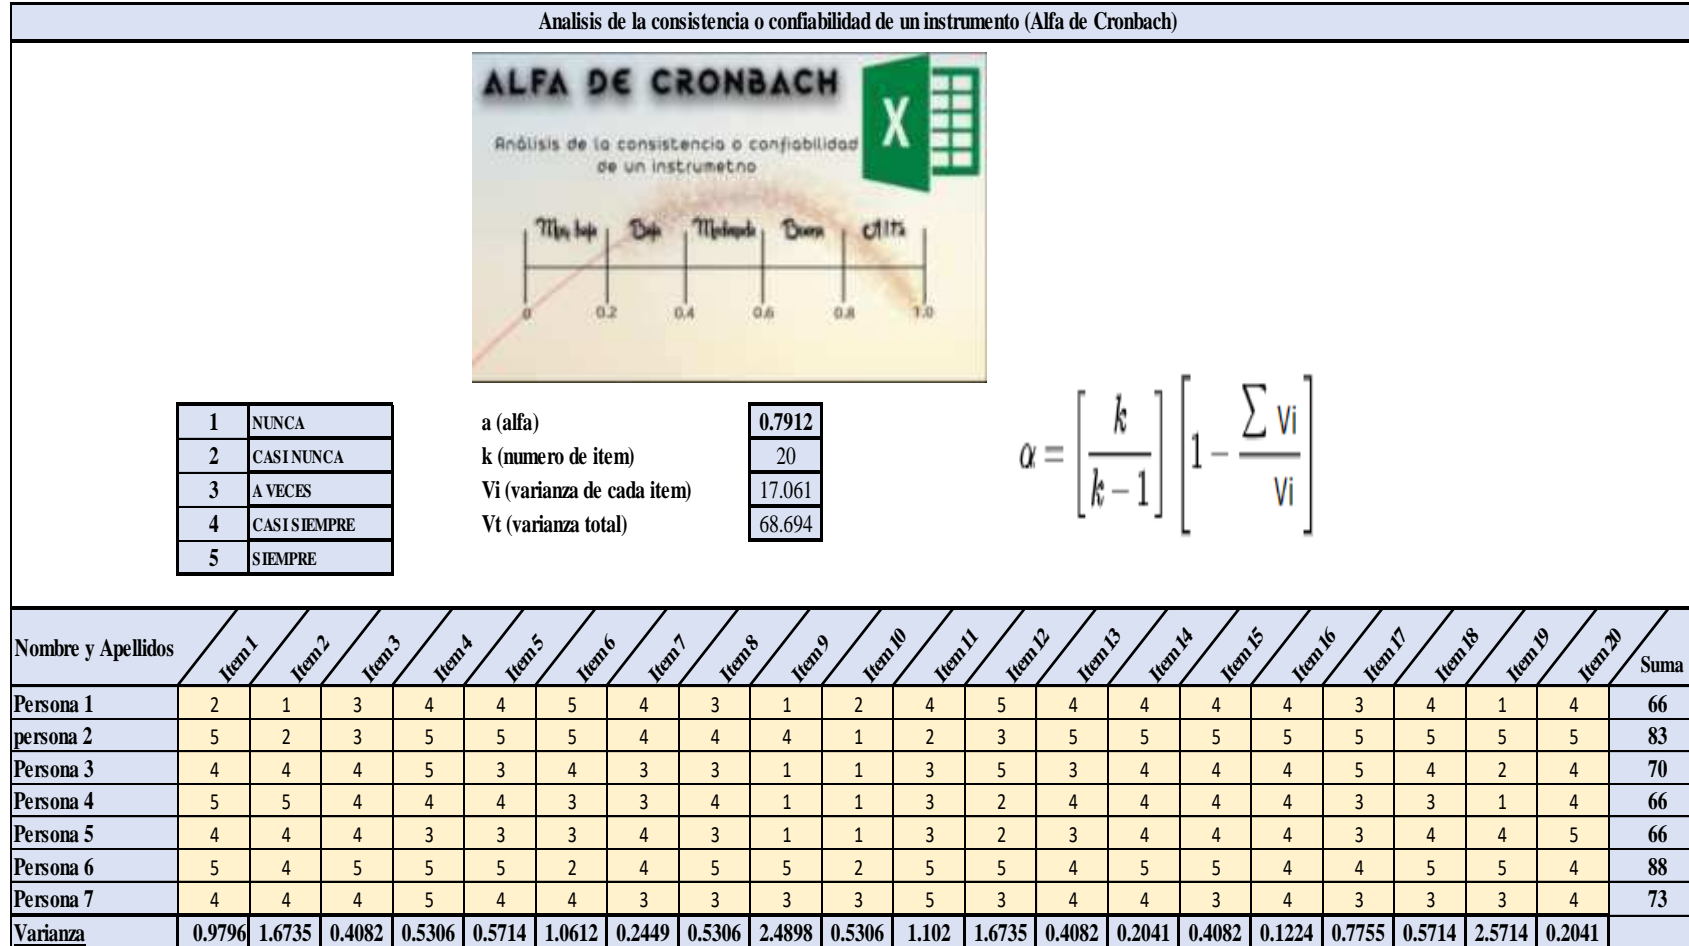 Analisis de la consistencia o confiabilidad de un instrumento (Alfa de Cronbach)
ALFA DE CRONBACH
Análisis de la consistencia o confiabilidad
de un instrumetno
X
Muy baja Baja Moderada Buena Alta
0 0.2 0.4 0.6 0.8 1.0
1 NUNCA
2 CASI NUNCA
3 A VECES
4 CASI SIEMPRE
5 SIEMPRE
a (alfa) 0.7912
k (numero de item) 20
Vi (varianza de cada item) 17.061
Vt (varianza total) 68.694
α = [k / k − 1] [1 − ∑ Vi / Vi]
Nombre y Apellidos Item 1 Item 2 Item 3 Item 4 Item 5 Item 6 Item 7 Item 8 Item 9 Item 10 Item 11 Item 12 Item 13 Item 14 Item 15 Item 16 Item 17 Item 18 Item 19 Item 20 Suma
Persona 1 2 1 3 4 4 5 4 3 1 2 4 5 4 4 4 4 3 4 1 4 66
persona 2 5 2 3 5 5 5 4 4 4 1 2 3 5 5 5 5 5 5 5 5 83
Persona 3 4 4 4 5 3 4 3 3 1 1 3 5 3 4 4 4 5 4 2 4 70
Persona 4 5 5 4 4 4 3 3 4 1 1 3 2 4 4 4 4 3 3 1 4 66
Persona 5 4 4 4 3 3 3 4 3 1 1 3 2 3 4 4 4 3 4 4 5 66
Persona 6 5 4 5 5 5 2 4 5 5 2 5 5 4 5 5 4 4 5 5 4 88
Persona 7 4 4 4 5 4 4 3 3 3 3 5 3 4 4 3 4 3 3 3 4 73
Varianza 0.9796 1.6735 0.4082 0.5306 0.5714 1.0612 0.2449 0.5306 2.4898 0.5306 1.102 1.6735 0.4082 0.2041 0.4082 0.1224 0.7755 0.5714 2.5714 0.2041